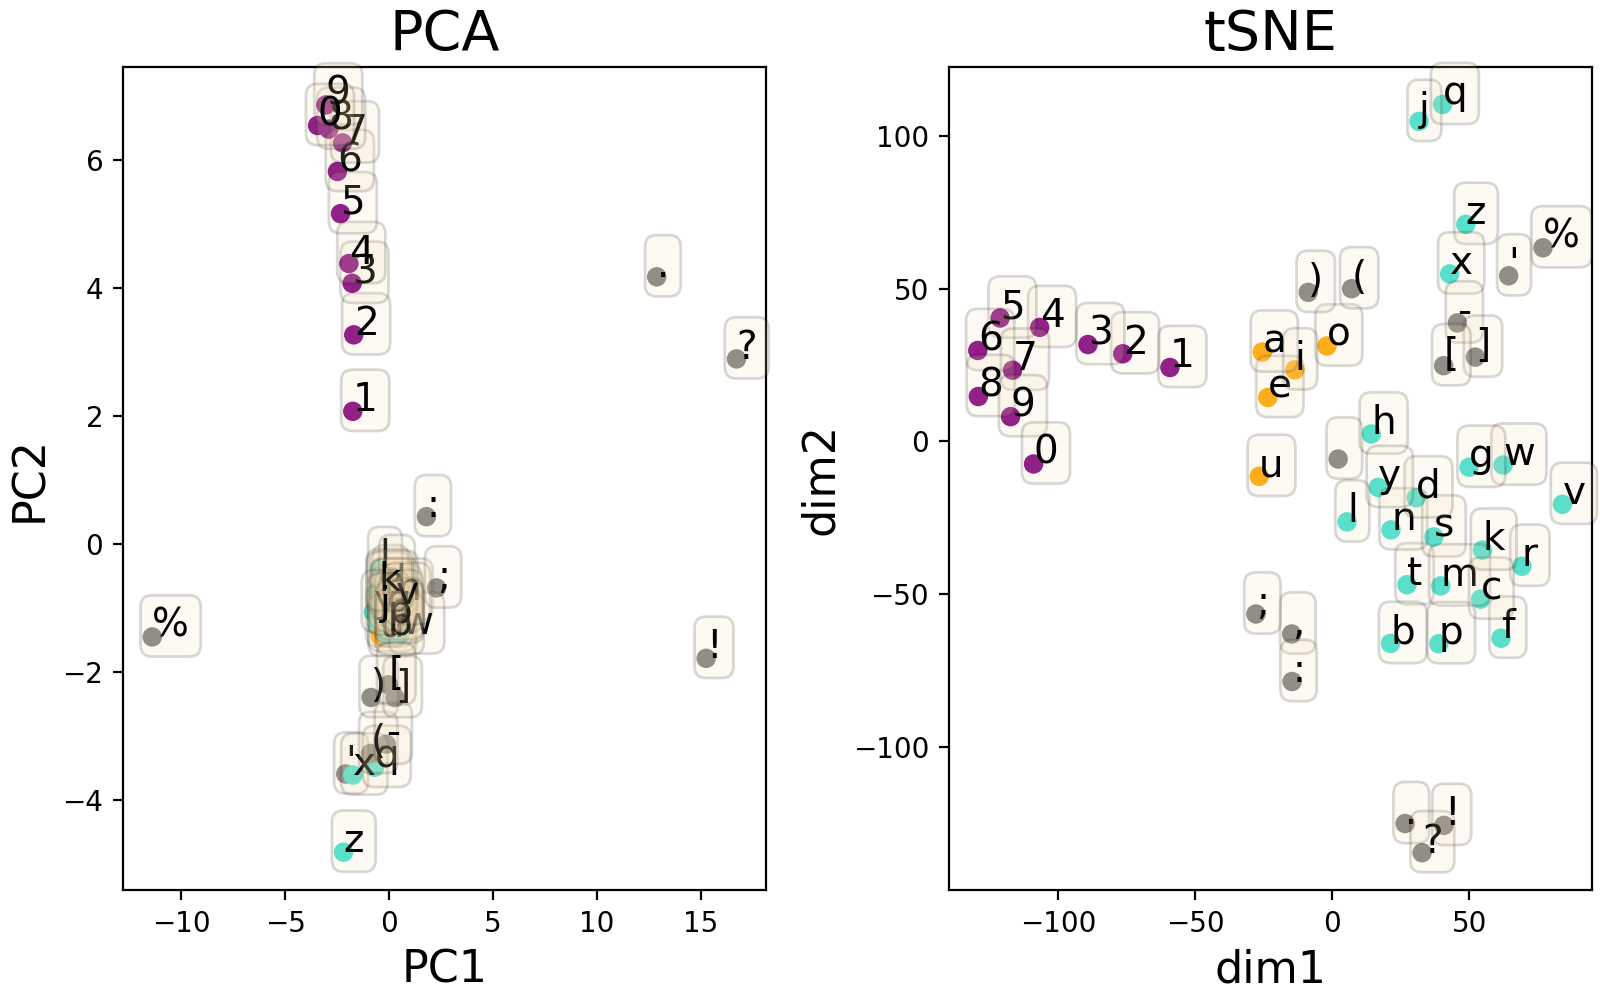 PCA
tSNE
6
4
2
0
−2
−4
PC2
−10
−5
0
5
10
15
PC1
9
0
8
7
6
5
4
3
2
1
.
?
:
;
!
%
l
k
v
j
p
b
w
)
[
]
(
-
'
x
q
z
100
50
0
−50
−100
dim2
−100
−50
0
50
dim1
j
q
z
%
x
'
)
(
-
[
]
5
4
6
3
2
1
7
8
9
0
a
o
i
e
u
h
g
w
y
d
v
l
n
s
k
r
t
m
c
b
p
f
;
,
:
.
!
?